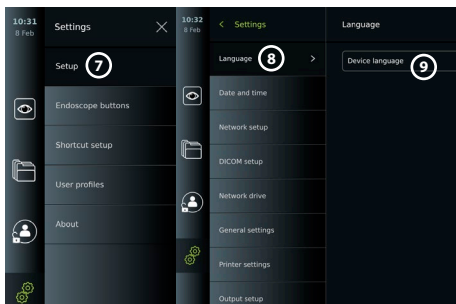 10:31
8 Feb
Settings
Setup 7
Endoscope buttons
Shortcut setup
User profiles
About
10:32
8 Feb
Settings
Language 8
Date and time
Network setup
DICOM setup
Network drive
General settings
Printer settings
Output setup
Language
Device language 9